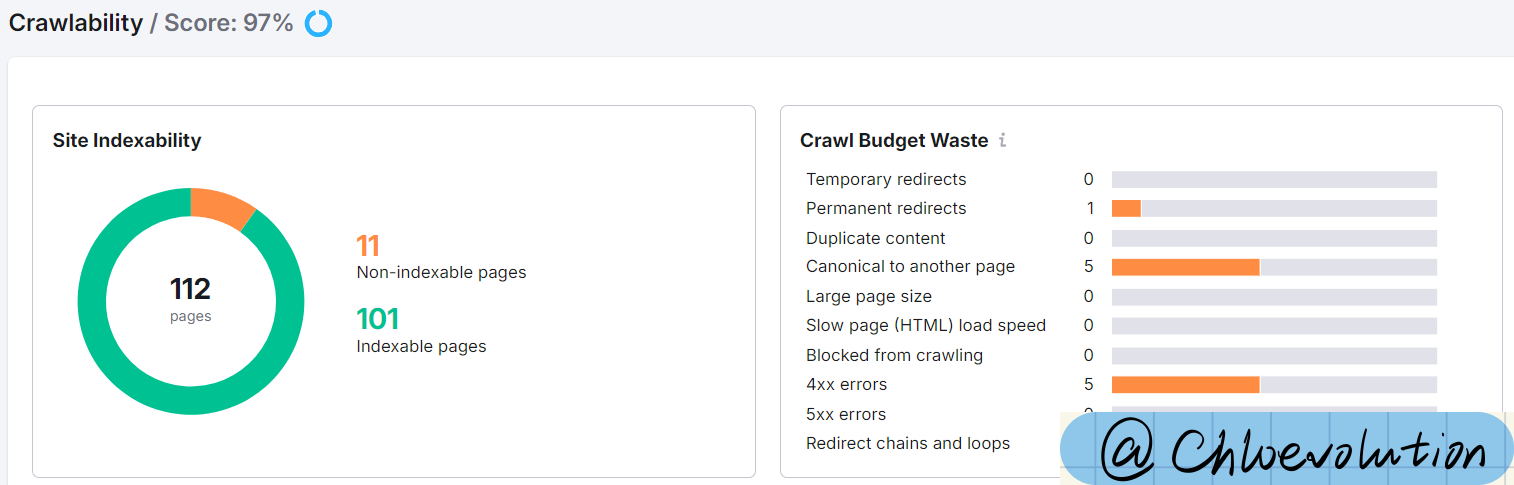 Crawlability / Score: 97%
Site Indexability
112
pages
11
Non-indexable pages
101
Indexable pages
Crawl Budget Waste i
Temporary redirects 0
Permanent redirects 1
Duplicate content 0
Canonical to another page 5
Large page size 0
Slow page (HTML) load speed 0
Blocked from crawling 0
4xx errors 5
5xx errors
Redirect chains and loops
@Chloevolution